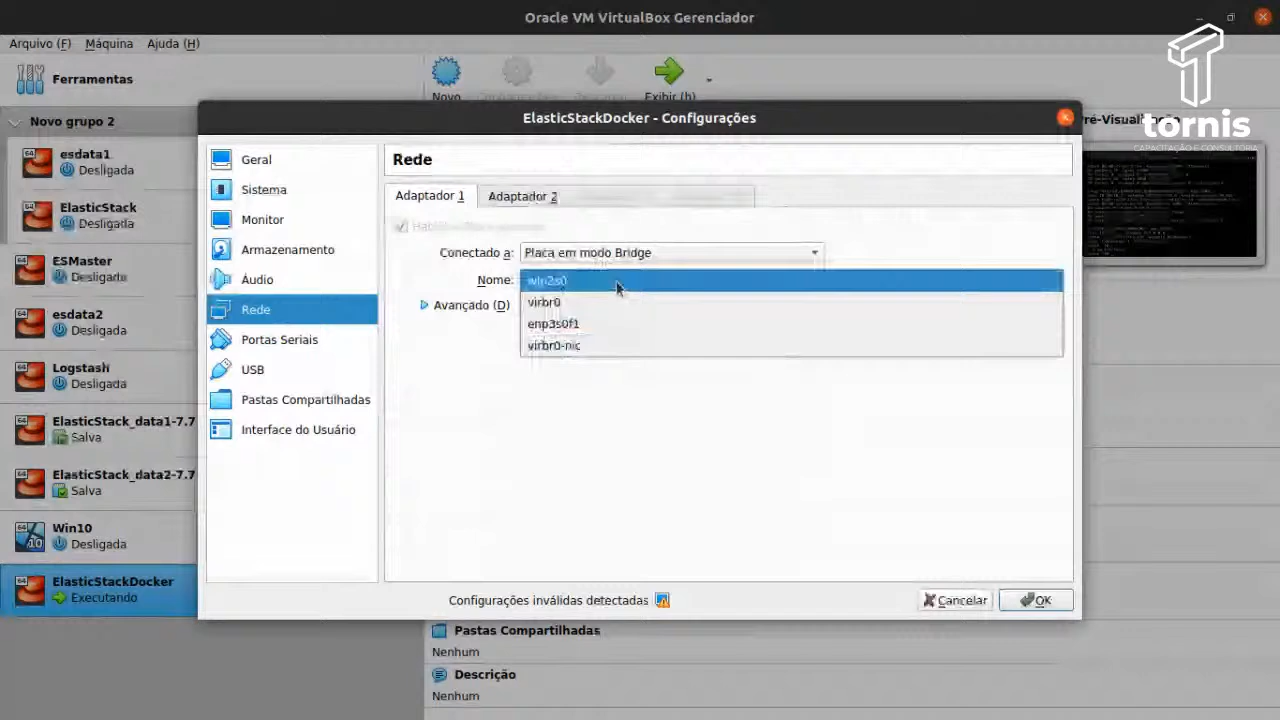 Oracle VM VirtualBox Gerenciador
Arquivo (F) Máquina Ajuda (H)
Ferramentas
Novo
Exibir (h)
tornis
CAPACITAÇÃO E CONSULTORIA
Novo grupo 2
esdata1
Desligada
ElasticStack
Desligada
ESMaster
Desligada
esdata2
Desligada
Logstash
Desligada
ElasticStack_data1-7.7
Salva
ElasticStack_data2-7.7
Salva
Win10
Desligada
ElasticStackDocker
Executando
ElasticStackDocker - Configurações
Geral
Sistema
Monitor
Armazenamento
Áudio
Rede
Portas Seriais
USB
Pastas Compartilhadas
Interface do Usuário
Rede
Adaptador 1
Adaptador 2
Conectado a: Placa em modo Bridge
Nome: wlp2s0
virbr0
enp3s0f1
virbr0-nic
Avançado (D)
Configurações inválidas detectadas
Cancelar
OK
Pastas Compartilhadas
Nenhum
Descrição
Nenhum